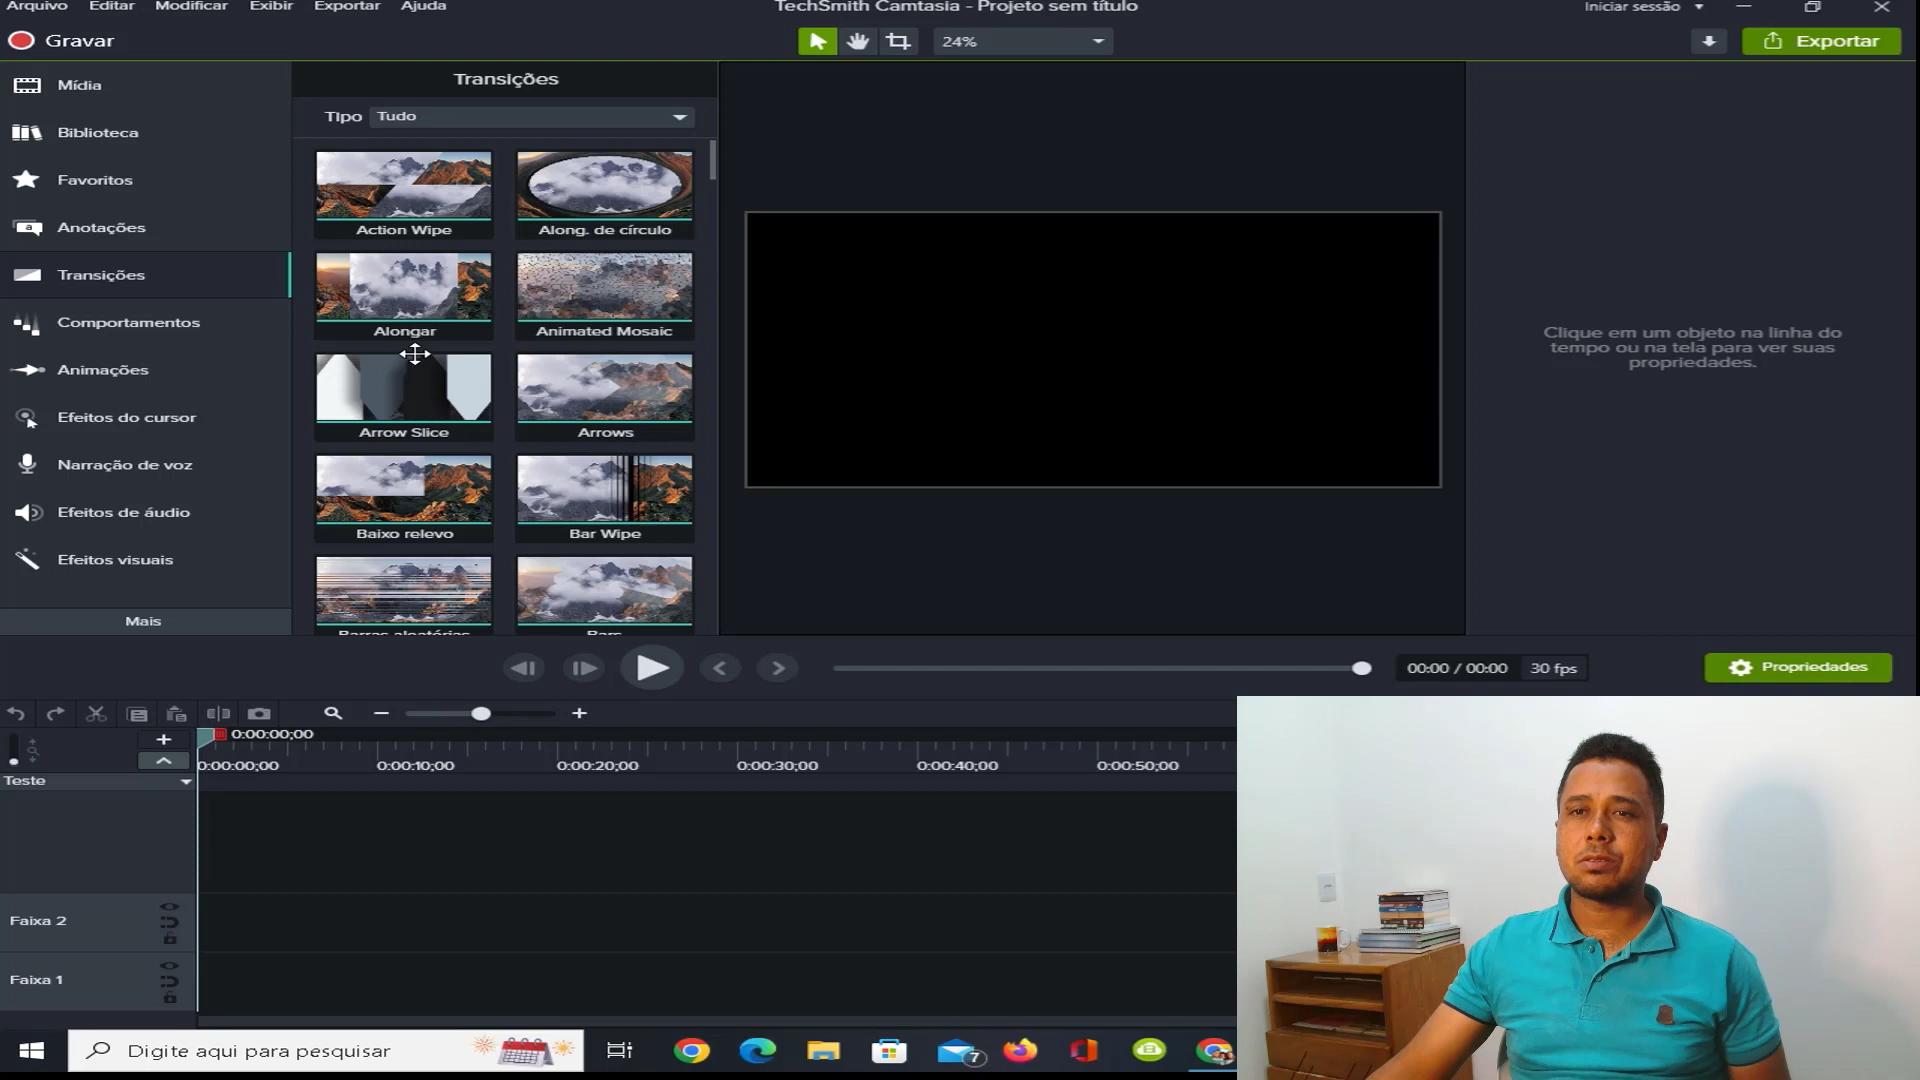 Arquivo Editar Modificar Exibir Exportar Ajuda
TechSmith Camtasia - Projeto sem título
Iniciar sessão
Gravar
24%
Exportar
Mídia
Biblioteca
Favoritos
Anotações
Transições
Comportamentos
Animações
Efeitos do cursor
Narração de voz
Efeitos de áudio
Efeitos visuais
Mais
Transições
Tipo Tudo
Action Wipe
Along. de círculo
Alongar
Animated Mosaic
Arrow Slice
Arrows
Baixo relevo
Bar Wipe
Barras aleatórias
Bars
Clique em um objeto na linha do
tempo ou na tela para ver suas
propriedades.
00:00 / 00:00
30 fps
Propriedades
0:00:00;00
0:00:00;00 0:00:10;00 0:00:20;00 0:00:30;00 0:00:40;00 0:00:50;00
Teste
Faixa 2
Faixa 1
Digite aqui para pesquisar
7